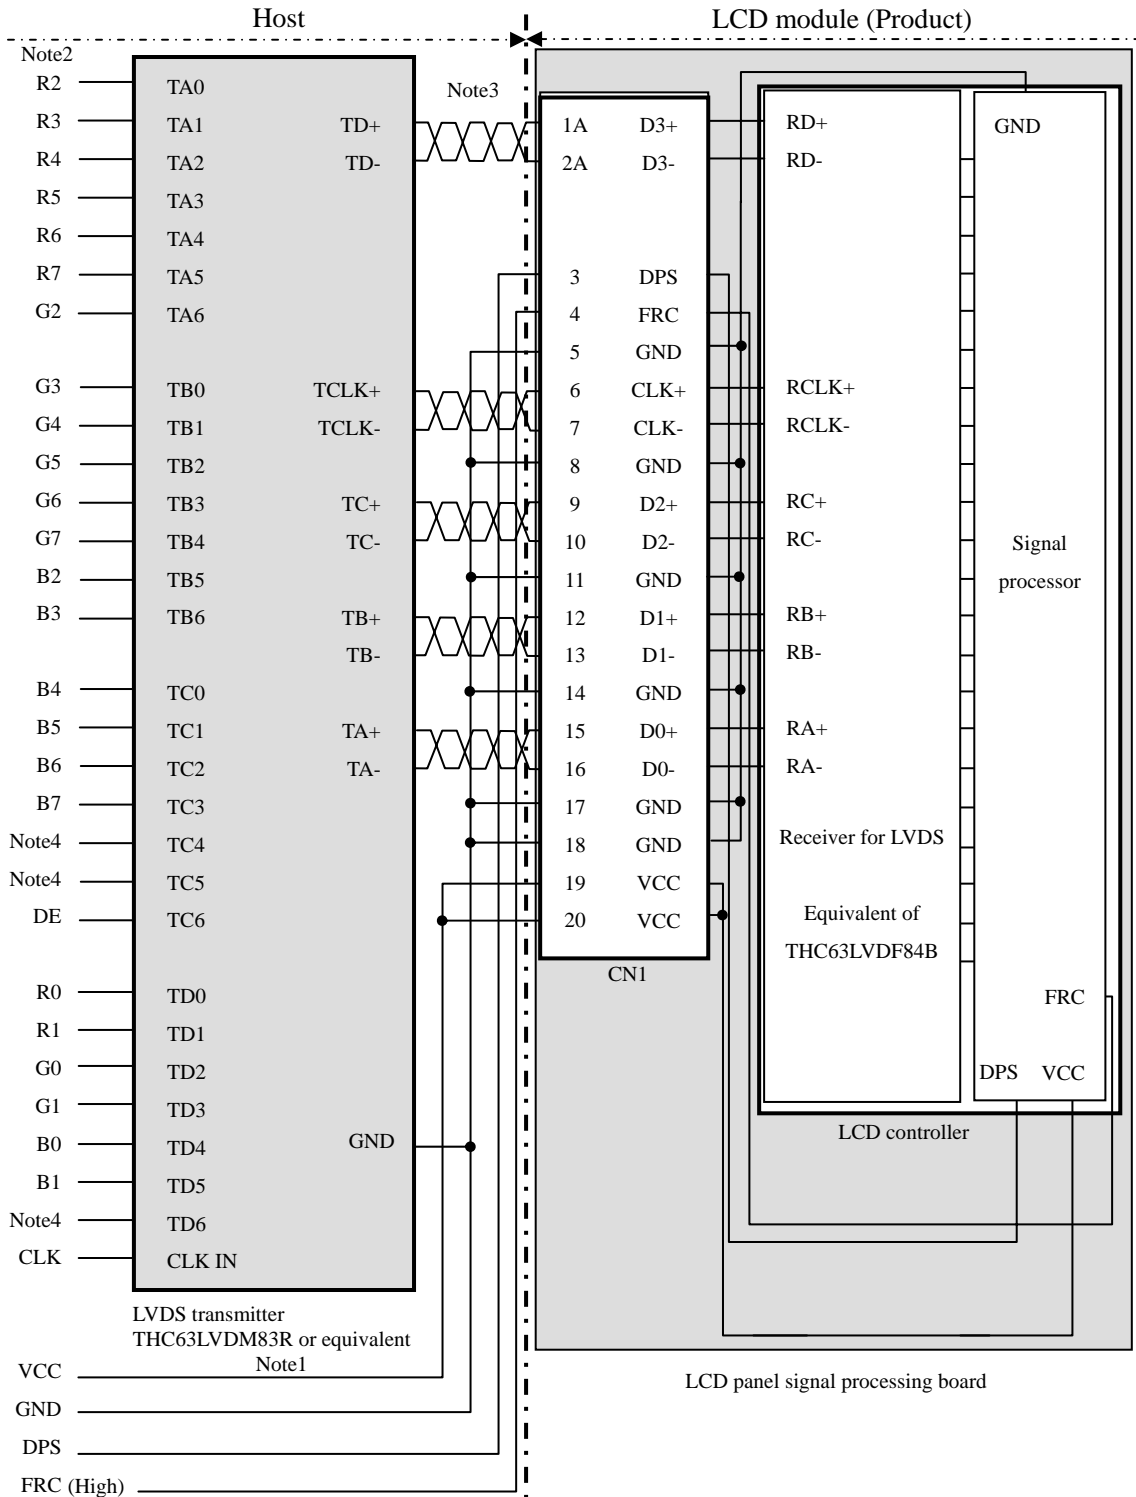 Host
LCD module (Product)
Note2
R2 TA0
Note3
R3 TA1 TD+ 1A D3+ RD+ GND
R4 TA2 TD- 2A D3- RD-
R5 TA3
R6 TA4
R7 TA5 3 DPS
G2 TA6 4 FRC
5 GND
G3 TB0 TCLK+ 6 CLK+ RCLK+
G4 TB1 TCLK- 7 CLK- RCLK-
G5 TB2 8 GND
G6 TB3 TC+ 9 D2+ RC+
G7 TB4 TC- 10 D2- RC- Signal
B2 TB5 11 GND processor
B3 TB6 TB+ 12 D1+ RB+
TB- 13 D1- RB-
B4 TC0 14 GND
B5 TC1 TA+ 15 D0+ RA+
B6 TC2 TA- 16 D0- RA-
B7 TC3 17 GND
Note4 TC4 18 GND Receiver for LVDS
Note4 TC5 19 VCC
DE TC6 20 VCC Equivalent of
THC63LVDF84B
CN1
R0 TD0 FRC
R1 TD1
G0 TD2 DPS VCC
G1 TD3
LCD controller
B0 TD4 GND
B1 TD5
Note4 TD6
CLK CLK IN
LVDS transmitter
THC63LVDM83R or equivalent
Note1
VCC
LCD panel signal processing board
GND
DPS
FRC (High)